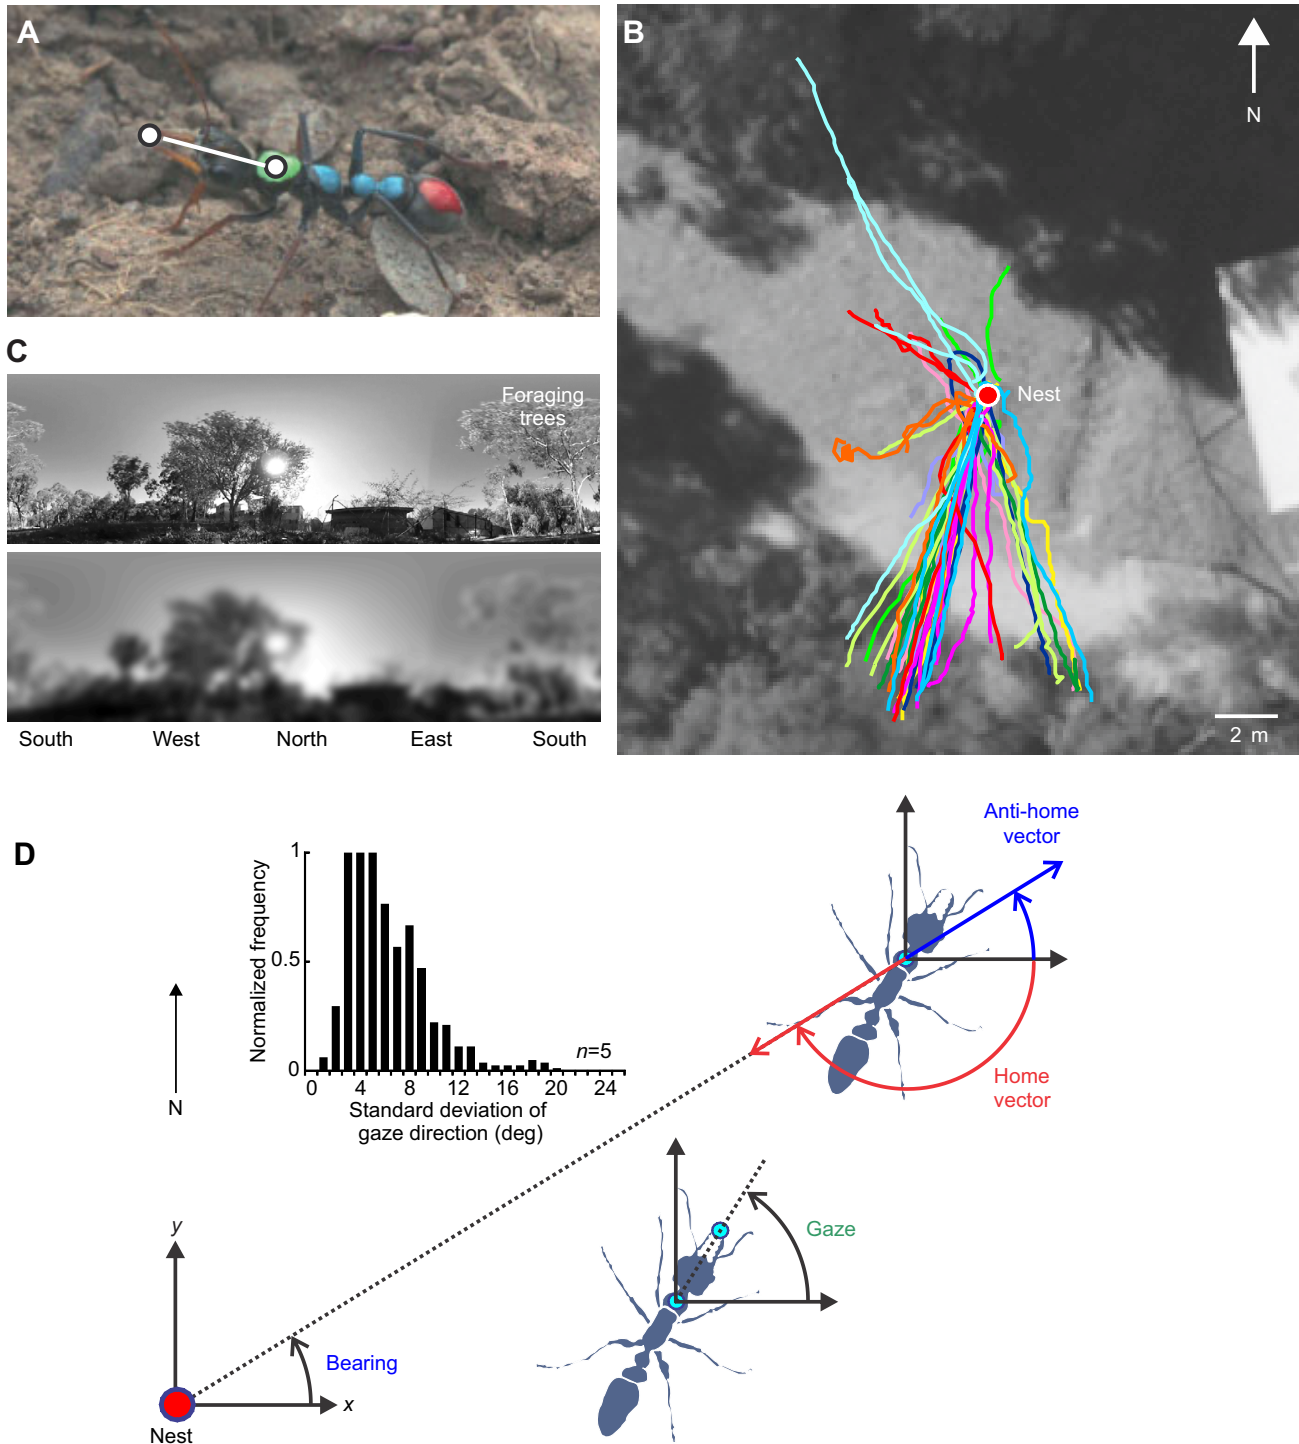 A
B
N
Nest
2 m
C
Foraging
trees
South West North East South
D
N
Normalized frequency
1
0.5
0
n=5
0 4 8 12 16 20 24
Standard deviation of
gaze direction (deg)
Anti-home
vector
Home
vector
Gaze
y
Bearing
x
Nest